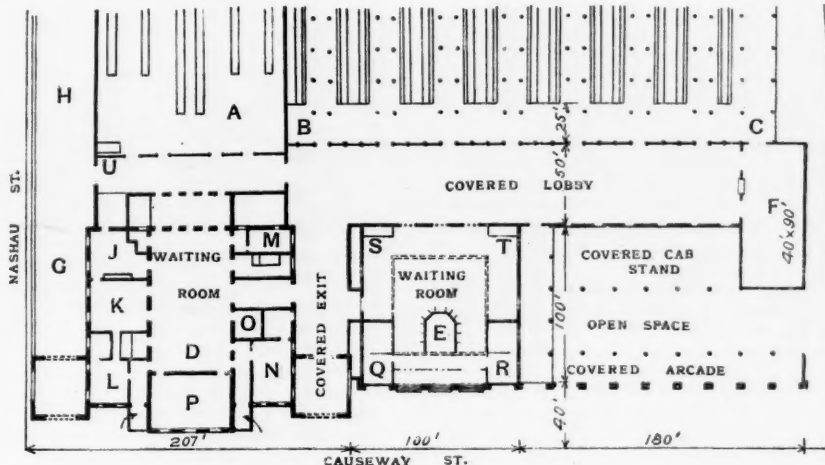 H
A
B
C
25'
U
50'
COVERED LOBBY
F
40'×90'
NASHAU ST.
G
J
WAITING
ROOM
M
S
T
WAITING
ROOM
COVERED CAB
STAND
K
O
E
100'
OPEN SPACE
D
COVERED EXIT
L
P
N
Q
R
COVERED ARCADE
40'
207'
100'
180'
CAUSEWAY ST.